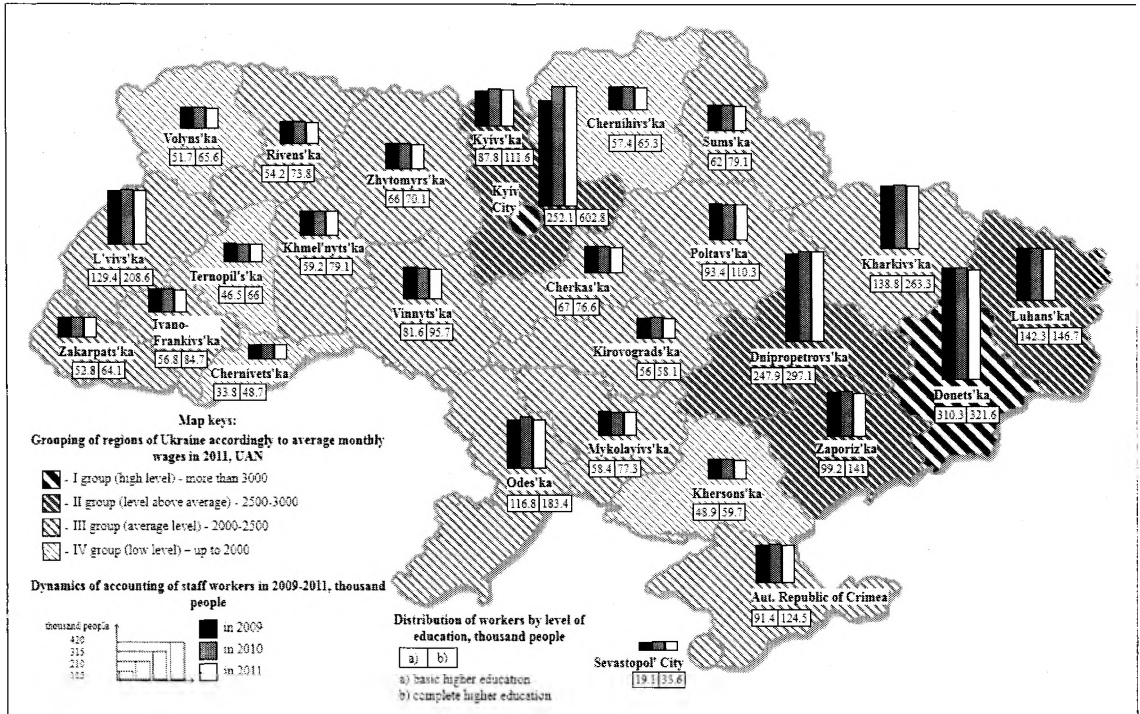 Volyns'ka
51.7 65.6
Rivens'ka
54.2 73.8
Zhytomyrs'ka
66 70.1
Kyivs'ka
87.8 111.6
Kyiv
City
252.1 602.8
Chernihivs'ka
57.4 65.3
Sums'ka
62 79.1
L'vivs'ka
129.4 208.6
Ternopil's'ka
46.5 66
Khmel'nyts'ka
59.2 79.1
Vinnyts'ka
81.6 95.7
Cherkas'ka
67 76.6
Poltavs'ka
93.4 110.3
Kharkivs'ka
138.8 263.3
Luhans'ka
142.3 146.7
Zakarpats'ka
52.8 64.1
Ivano-
Frankivs'ka
56.8 84.7
Chernivets'ka
33.8 48.7
Kirovograds'ka
56 58.1
Dnipropetrovs'ka
247.9 297.1
Donets'ka
310.3 321.6
Zaporiz'ka
99.2 141
Mykolayivs'ka
58.4 77.3
Odes'ka
116.8 183.4
Khersons'ka
48.9 59.7
Aut. Republic of Crimea
91.4 124.5
Sevastopol' City
19.1 35.6
Map keys:
Grouping of regions of Ukraine accordingly to average monthly
wages in 2011, UAN
- I group (high level) - more than 3000
- II group (level above average) - 2500-3000
- III group (average level) - 2000-2500
- IV group (low level) – up to 2000
Dynamics of accounting of staff workers in 2009-2011, thousand
people
thousand people
420
315
210
105
in 2009
in 2010
in 2011
Distribution of workers by level of
education, thousand people
a) b)
a) basic higher education
b) complete higher education